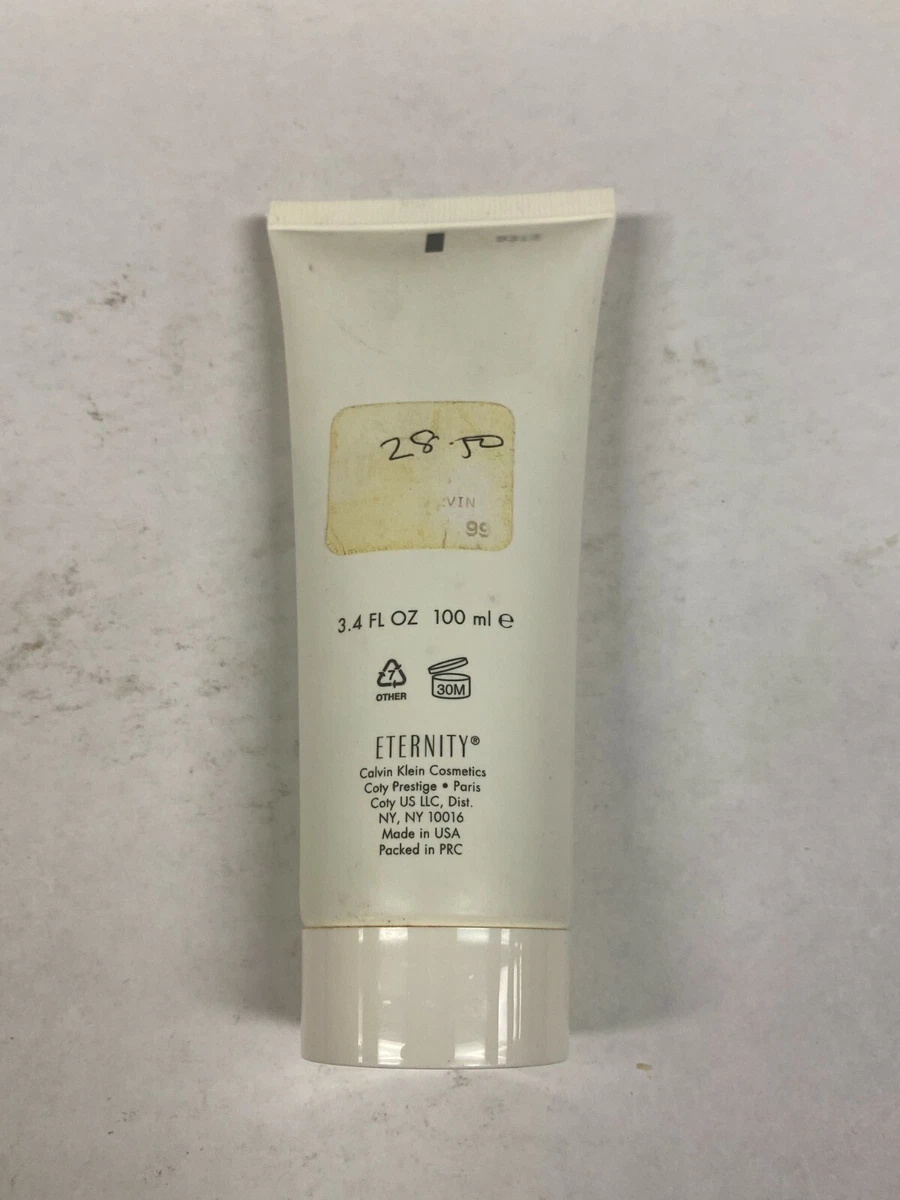 28.50
VIN
99
3.4 FL OZ 100 ml e
7
OTHER
30M
ETERNITY®
Calvin Klein Cosmetics
Coty Prestige • Paris
Coty US LLC, Dist.
NY, NY 10016
Made in USA
Packed in PRC